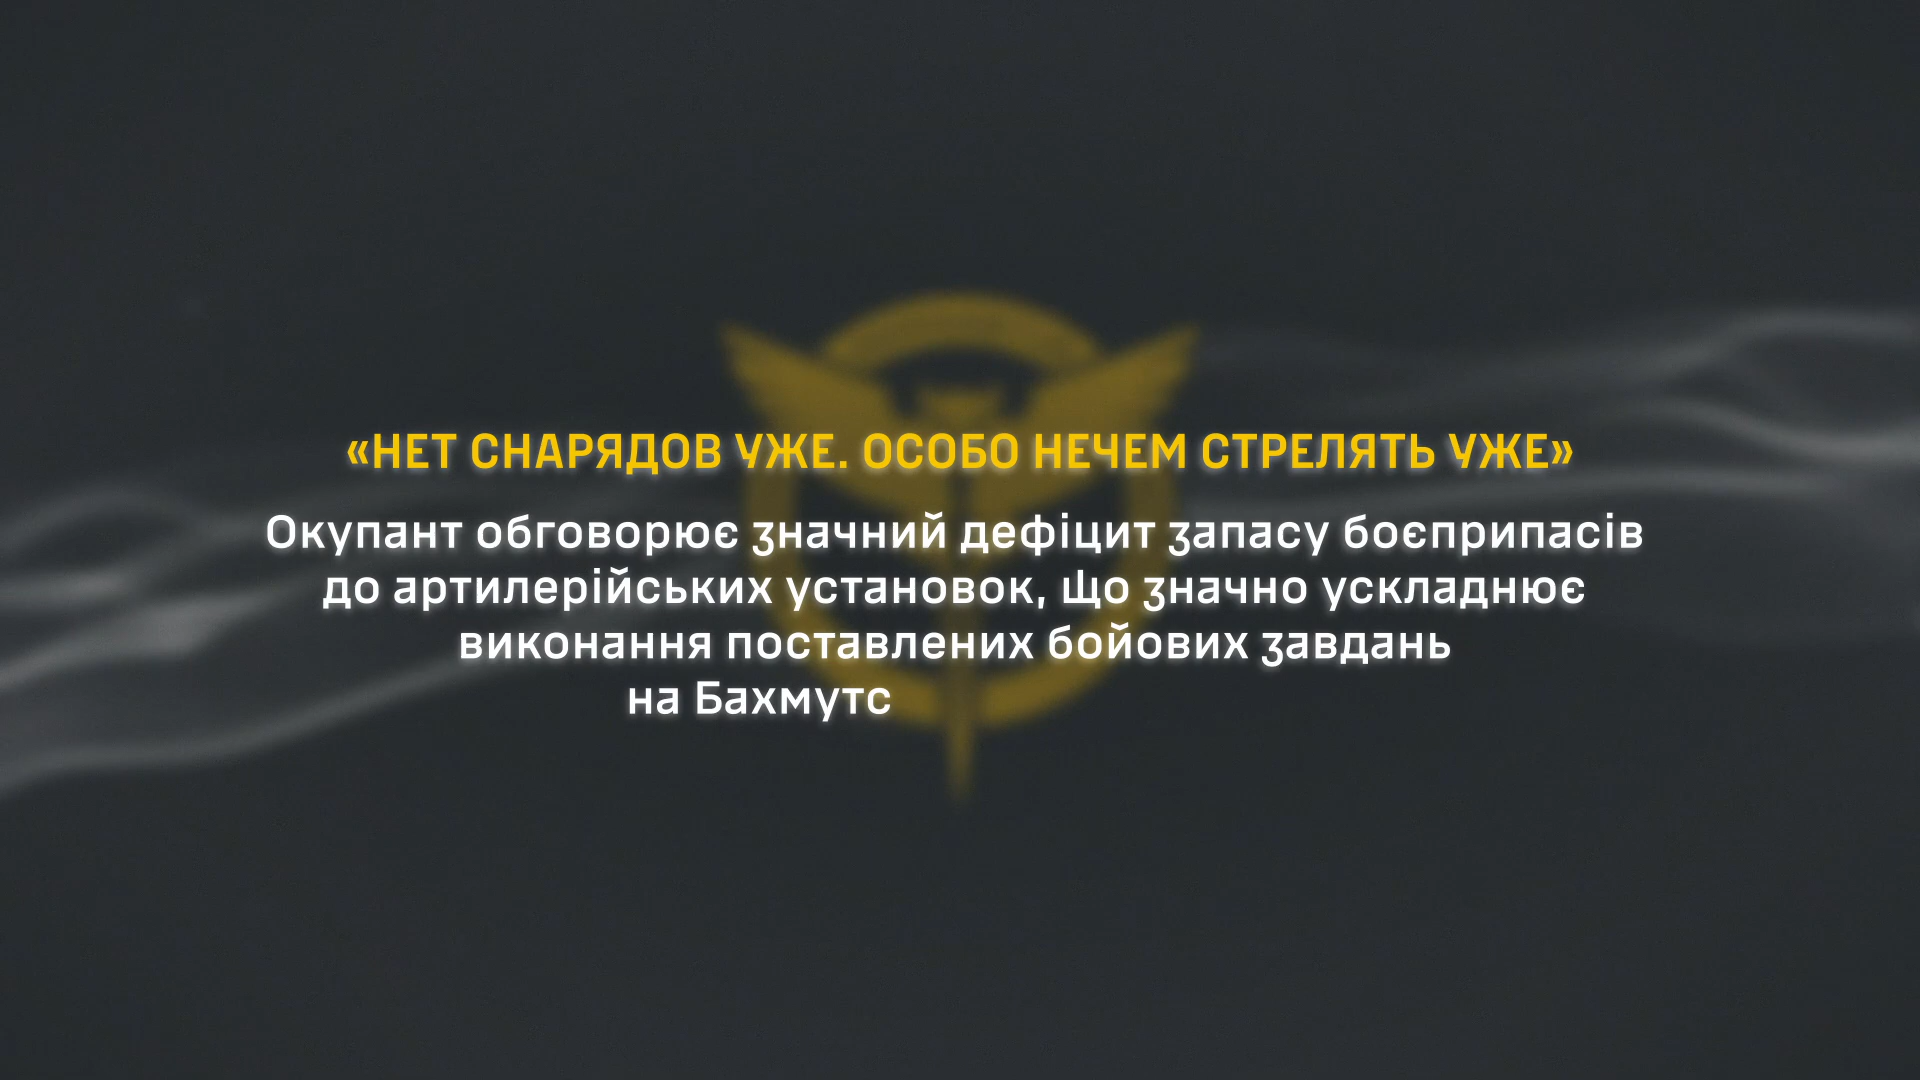 «НЕТ СНАРЯДОВ УЖЕ. ОСОБО НЕЧЕМ СТРЕЛЯТЬ УЖЕ»
Окупант обговорює значний дефіцит запасу боєприпасів
до артилерійських установок, що значно ускладнює
виконання поставлених бойових завдань
на Бахмутс